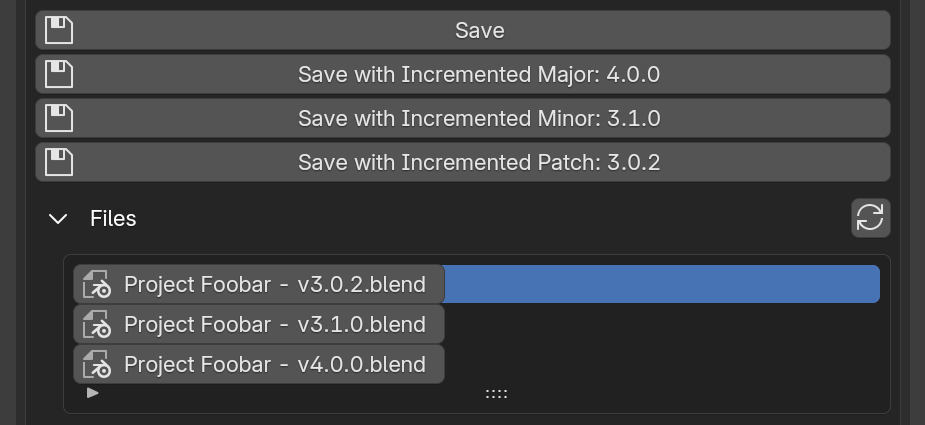 Save
Save with Incremented Major: 4.0.0
Save with Incremented Minor: 3.1.0
Save with Incremented Patch: 3.0.2
Files
Project Foobar - v3.0.2.blend
Project Foobar - v3.1.0.blend
Project Foobar - v4.0.0.blend